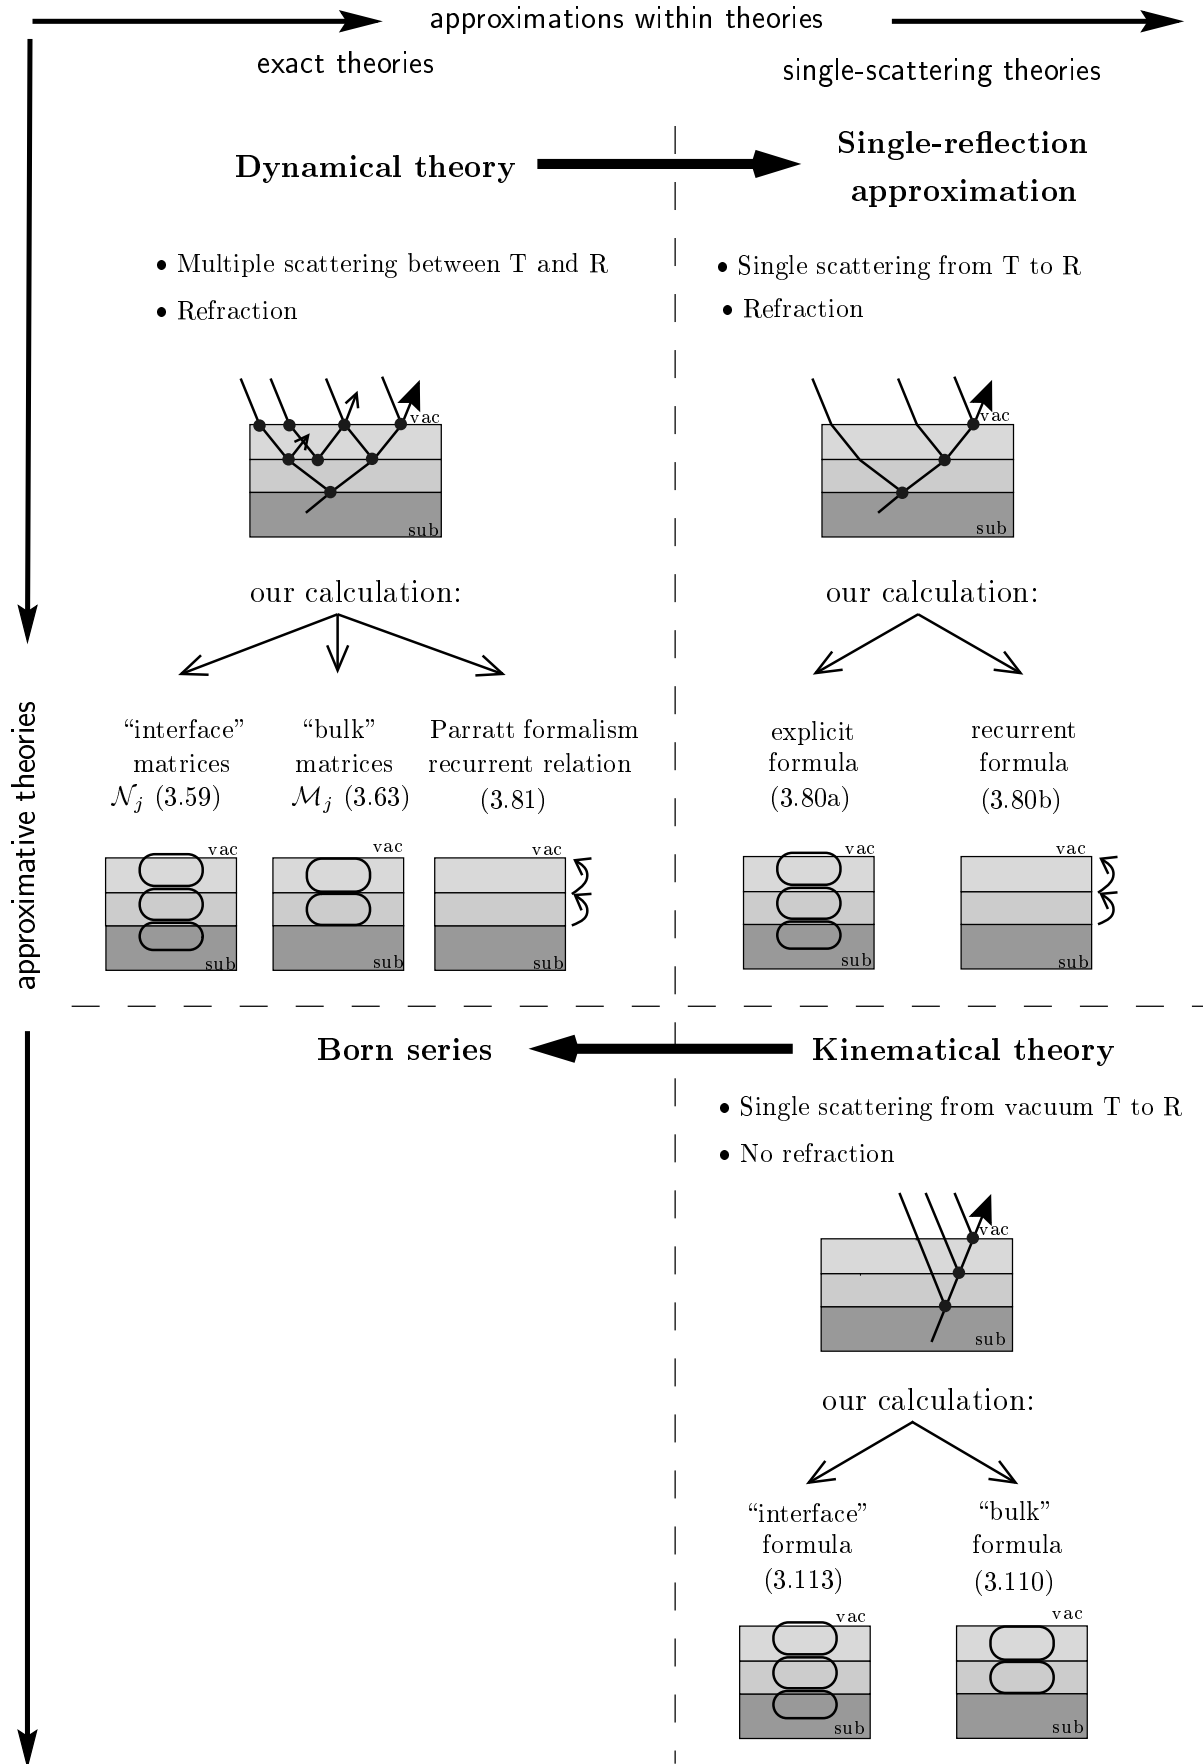 approximations within theories
exact theories
single-scattering theories
approximative theories
Dynamical theory
• Multiple scattering between T and R
• Refraction
vac
sub
our calculation:
“interface”
matrices
𝒩j (3.59)
vac
sub
“bulk”
matrices
ℳj (3.63)
vac
sub
Parratt formalism
recurrent relation
(3.81)
vac
sub
Single-reflection
approximation
• Single scattering from T to R
• Refraction
vac
sub
our calculation:
explicit
formula
(3.80a)
vac
sub
recurrent
formula
(3.80b)
vac
sub
Born series
Kinematical theory
• Single scattering from vacuum T to R
• No refraction
vac
sub
our calculation:
“interface”
formula
(3.113)
vac
sub
“bulk”
formula
(3.110)
vac
sub